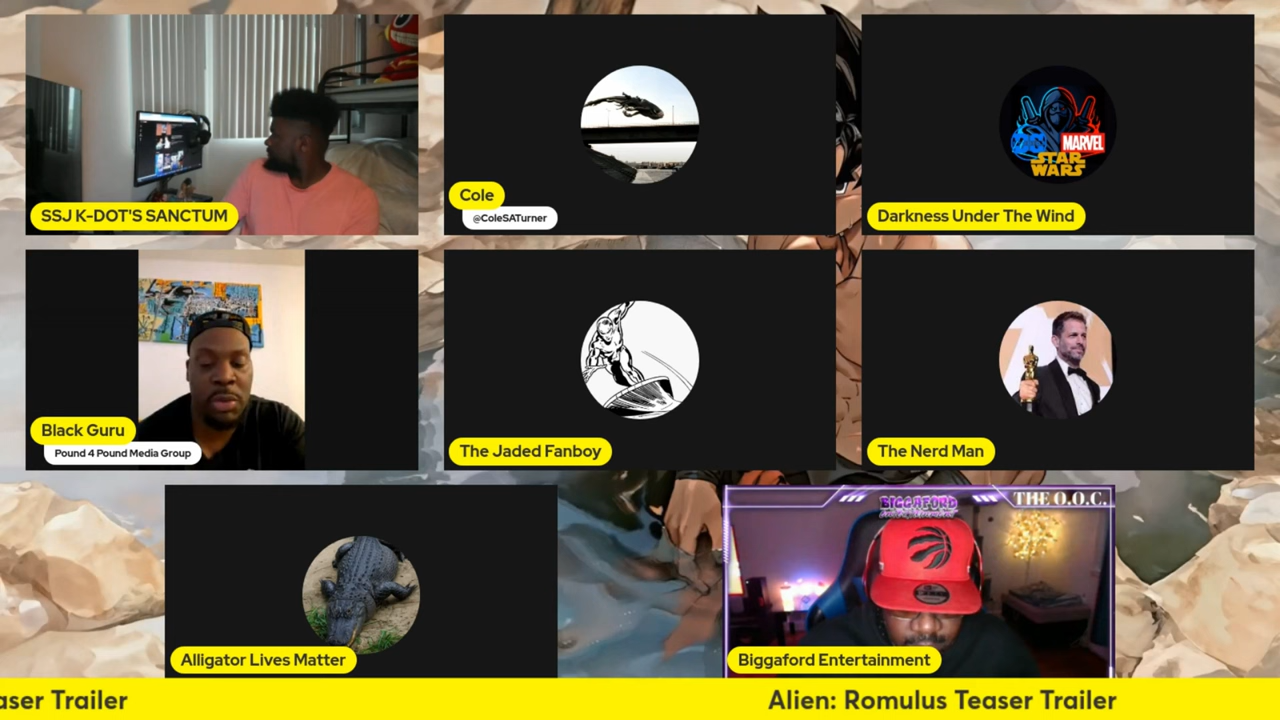 SSJ K-DOT'S SANCTUM
Cole
@ColeSATurner
MARVEL
STAR
WARS
Darkness Under The Wind
Black Guru
Pound 4 Pound Media Group
The Jaded Fanboy
The Nerd Man
Alligator Lives Matter
BIGGAFORD
THE O.O.C.
Biggaford Entertainment
aser Trailer
Alien: Romulus Teaser Trailer